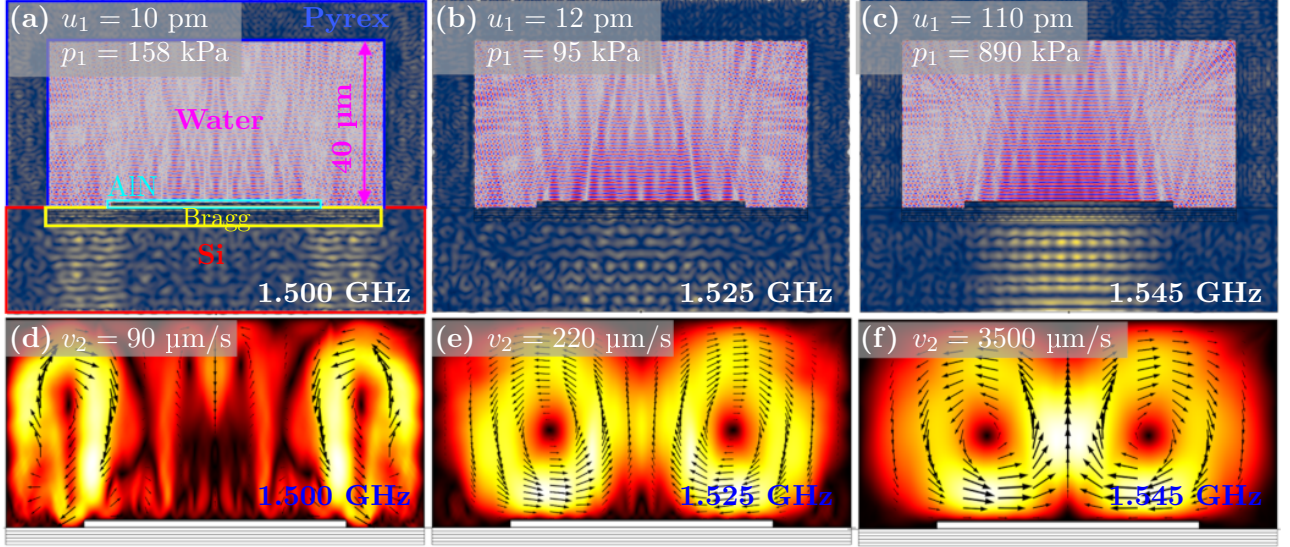 (a) u₁ = 10 pm
p₁ = 158 kPa
Pyrex
Water
40 µm
AlN
Bragg
Si
1.500 GHz
(b) u₁ = 12 pm
p₁ = 95 kPa
1.525 GHz
(c) u₁ = 110 pm
p₁ = 890 kPa
1.545 GHz
(d) v₂ = 90 µm/s
1.500 GHz
(e) v₂ = 220 µm/s
1.525 GHz
(f) v₂ = 3500 µm/s
1.545 GHz